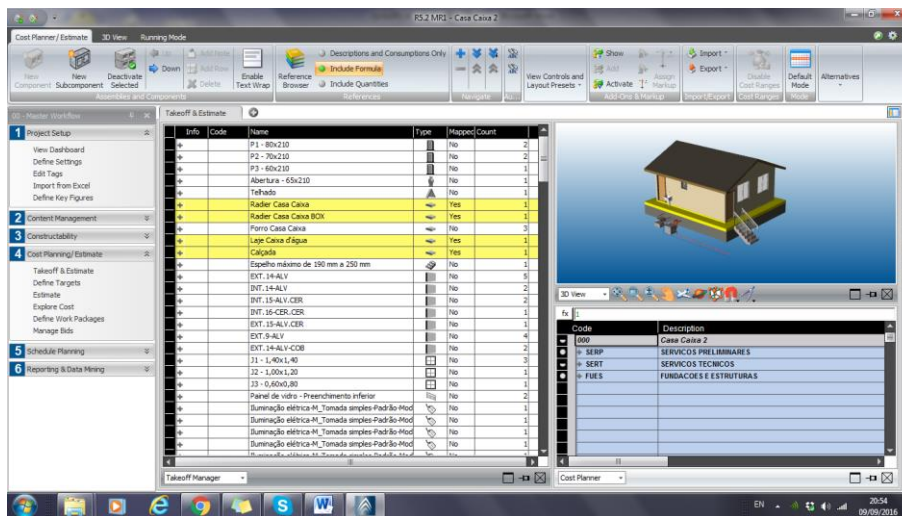 R5.2 MR1 - Casa Caixa 2
Cost Planner/ Estimate 3D View Running Mode
New Component
New Subcomponent
Deactivate Selected
Up
Down
Add Note
Add Row
Delete
Enable Text Wrap
Assemblies and Components
Reference Browser
Descriptions and Consumptions Only
Include Formula
Include Quantities
References
Navigate
Au...
View Controls and Layout Presets
Show
Add
Activate
Assign Markup
Add-Ons & Markup
Import
Export
Import/Export
Disable Cost Ranges
Cost Ranges
Default Mode
Mode
Alternatives
00 - Master Workflow
1 Project Setup
View Dashboard
Define Settings
Edit Tags
Import from Excel
Define Key Figures
2 Content Management
3 Constructability
4 Cost Planning/ Estimate
Takeoff & Estimate
Define Targets
Estimate
Explore Cost
Define Work Packages
Manage Bids
5 Schedule Planning
6 Reporting & Data Mining
Takeoff & Estimate
Info Code Name Type Mapped Count
P1 - 80x210 No 2
P2 - 70x210 No 2
P3 - 60x210 No 1
Abertura - 65x210 No 1
Telhado No 1
Radier Casa Caixa Yes 1
Radier Casa Caixa BOX Yes 1
Forro Casa Caixa No 3
Laje Caixa d'água Yes 1
Calçada Yes 1
Espelho máximo de 190 mm a 250 mm No 1
EXT.14-ALV No 5
INT.14-ALV No 2
INT.15-ALV.CER No 2
INT.16-CER.CER No 1
EXT.15-ALV.CER No 1
EXT.9-ALV No 4
EXT.14-ALV-COB No 2
J1 - 1,40x1,40 No 3
J2 - 1,00x1,20 No 1
J3 - 0,60x0,80 No 1
Painel de vidro - Preenchimento inferior No 2
Iluminação elétrica-M_Tomada simples-Padrão-Mod No 1
Iluminação elétrica-M_Tomada simples-Padrão-Mod No 1
Iluminação elétrica-M_Tomada simples-Padrão-Mod No 1
Takeoff Manager
3D View
fx 1
Code Description
000 Casa Caixa 2
SERP SERVICOS PRELIMINARES
SERT SERVICOS TECNICOS
FUES FUNDACOES E ESTRUTURAS
Cost Planner
EN
20:54
09/09/2016